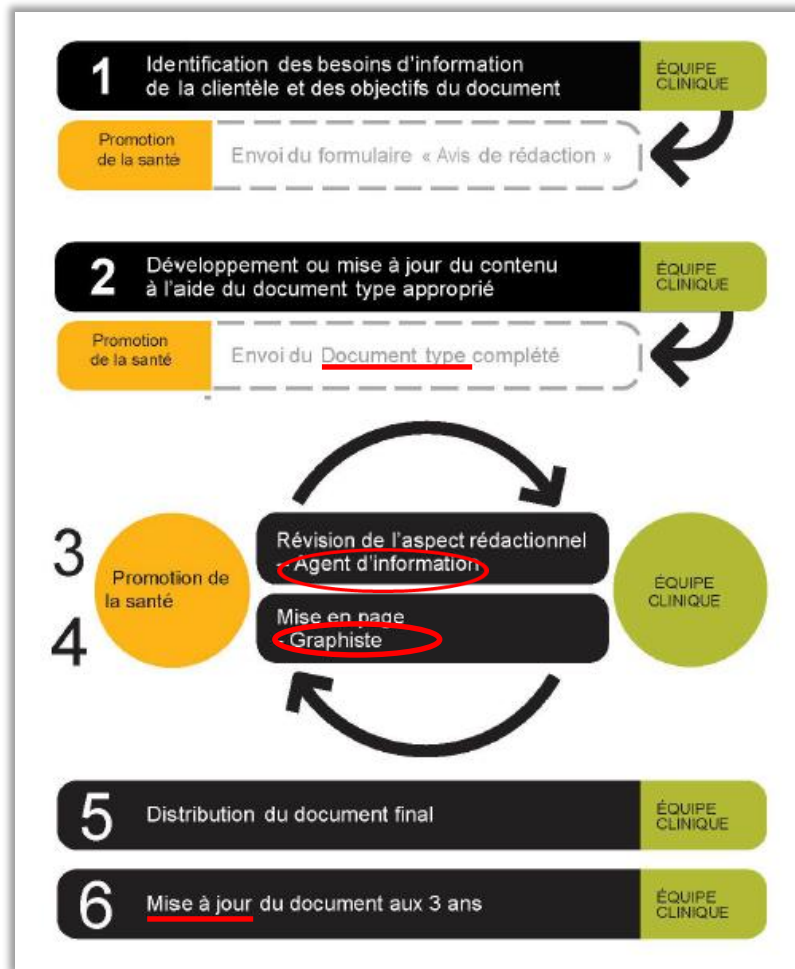 1
Identification des besoins d'information
de la clientèle et des objectifs du document
ÉQUIPE
CLINIQUE
Promotion
de la santé
Envoi du formulaire « Avis de rédaction »
2
Développement ou mise à jour du contenu
à l'aide du document type approprié
ÉQUIPE
CLINIQUE
Promotion
de la santé
Envoi du Document type complété
3
4
Promotion de
la santé
Révision de l'aspect rédactionnel
- Agent d'information
Mise en page
- Graphiste
ÉQUIPE
CLINIQUE
5
Distribution du document final
ÉQUIPE
CLINIQUE
6
Mise à jour du document aux 3 ans
ÉQUIPE
CLINIQUE